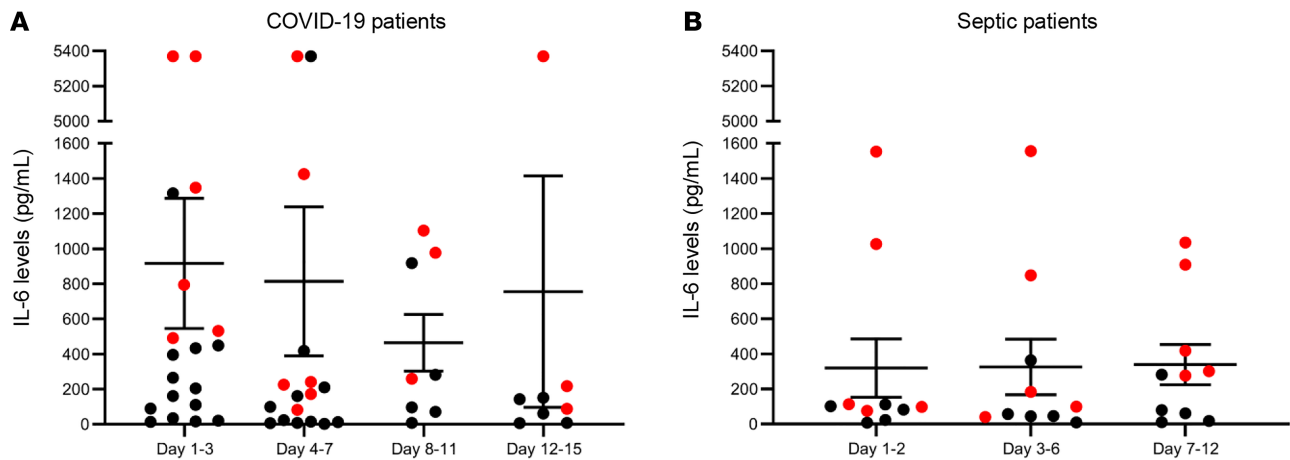 A
COVID-19 patients
IL-6 levels (pg/mL)
5400
5200
5000
1600
1400
1200
1000
800
600
400
200
0
Day 1-3
Day 4-7
Day 8-11
Day 12-15
B
Septic patients
IL-6 levels (pg/mL)
5400
5200
5000
1600
1400
1200
1000
800
600
400
200
0
Day 1-2
Day 3-6
Day 7-12